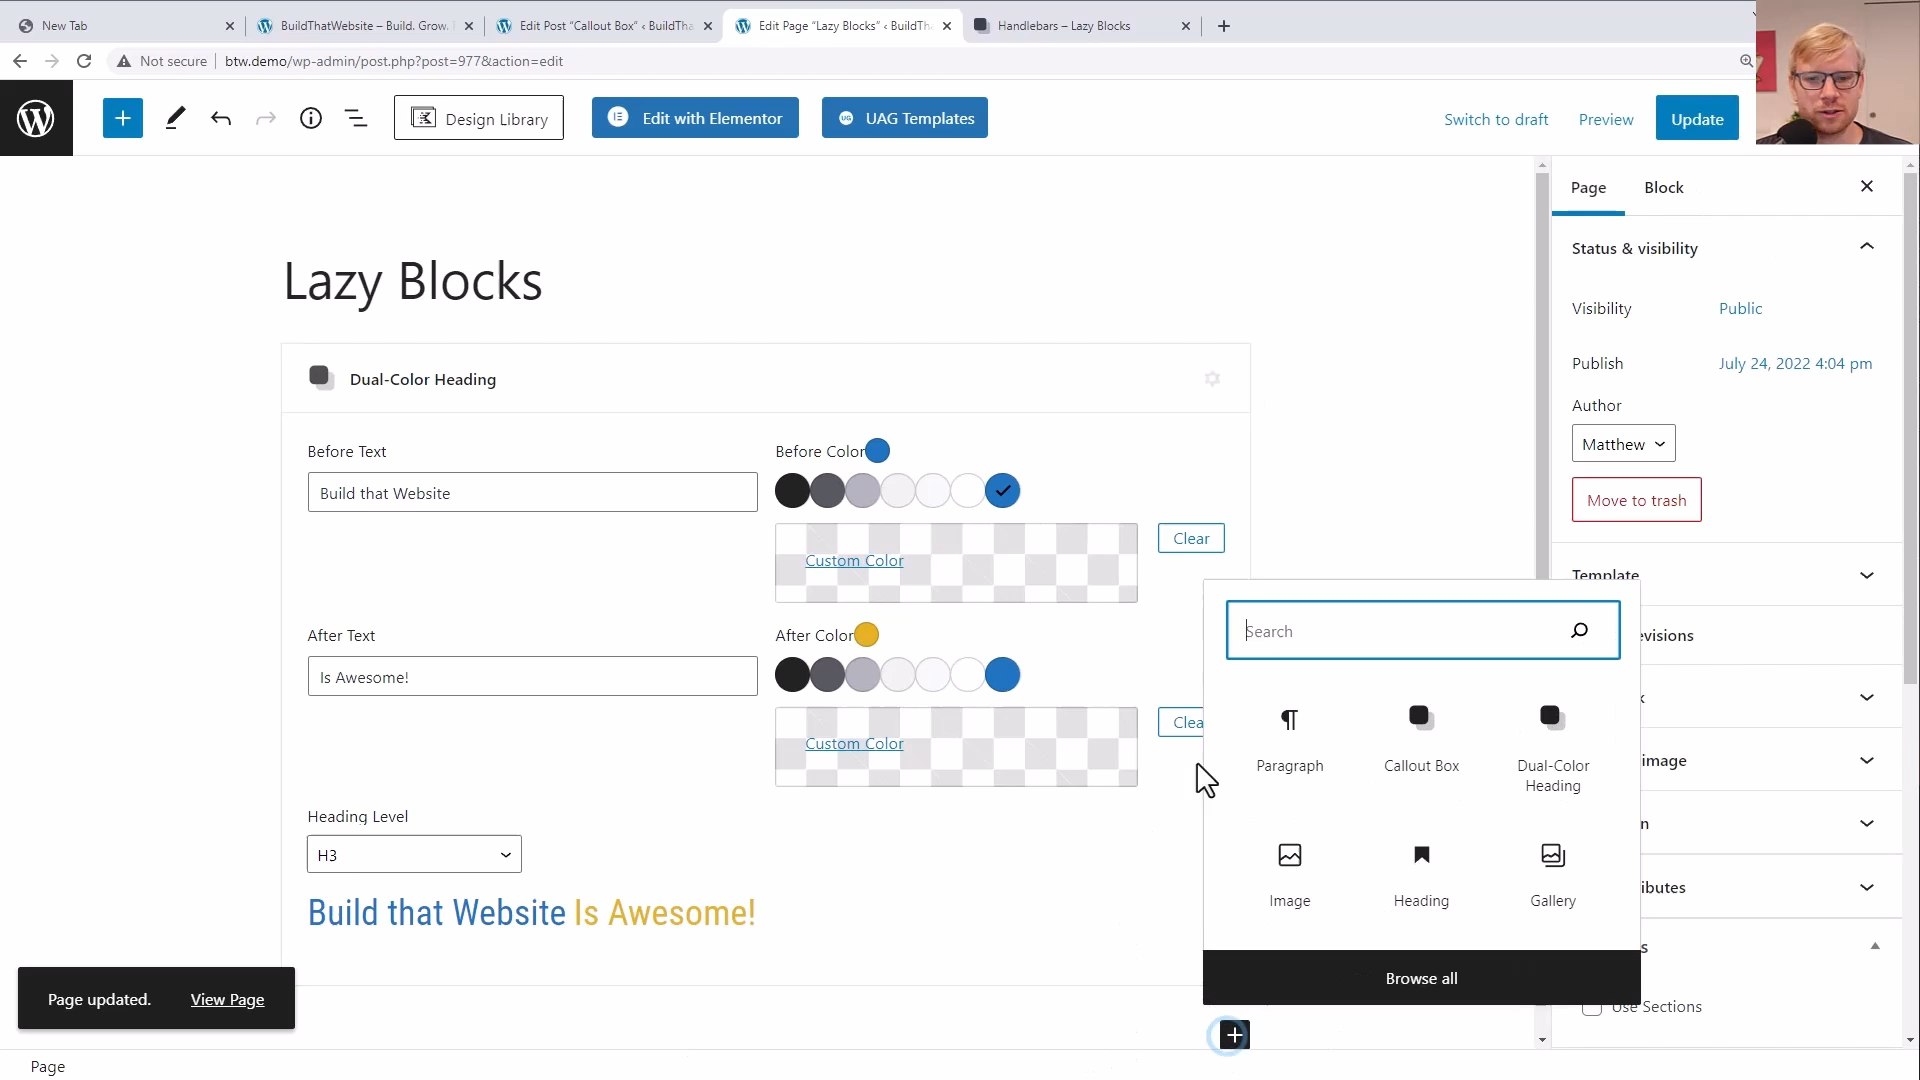 New Tab
BuildThatWebsite – Build. Grow.
Edit Post “Callout Box” ‹ BuildTha
Edit Page “Lazy Blocks” ‹ BuildTh
Handlebars – Lazy Blocks
Not secure
btw.demo/wp-admin/post.php?post=977&action=edit
Design Library
Edit with Elementor
UG
UAG Templates
Switch to draft
Preview
Update
Page
Block
Lazy Blocks
Status & visibility
Visibility
Public
Publish
July 24, 2022 4:04 pm
Author
Matthew
Move to trash
Template
evisions
k
image
n
ibutes
s
Use Sections
Dual-Color Heading
Before Text
Build that Website
Before Color
Custom Color
Clear
After Text
Is Awesome!
After Color
Custom Color
Clea
Heading Level
H3
Build that Website Is Awesome!
Search
Paragraph
Callout Box
Dual-Color
Heading
Image
Heading
Gallery
Browse all
Page updated.
View Page
Page